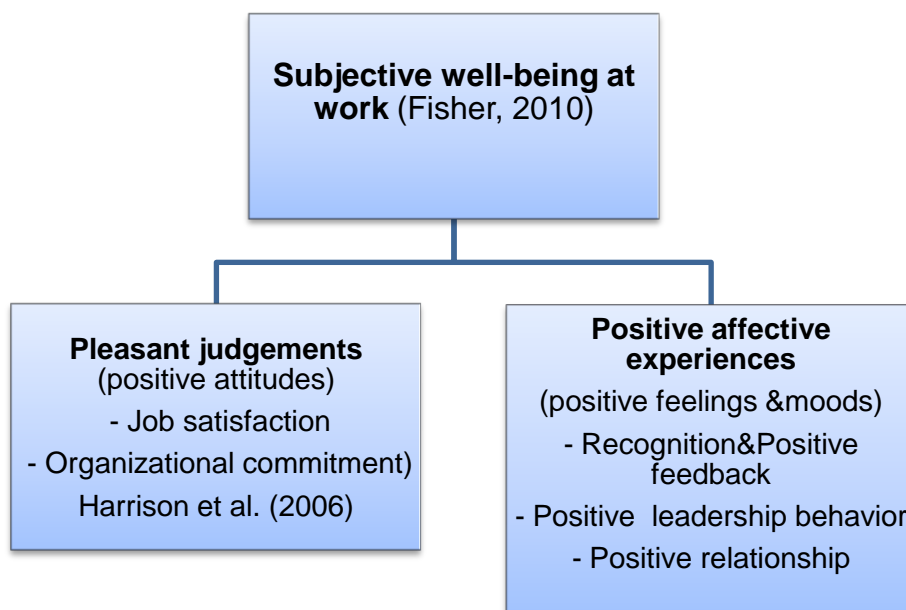 Subjective well-being at
work (Fisher, 2010)
Pleasant judgements
(positive attitudes)
- Job satisfaction
- Organizational commitment)
Harrison et al. (2006)
Positive affective
experiences
(positive feelings &moods)
- Recognition&Positive
feedback
- Positive leadership behavior
- Positive relationship